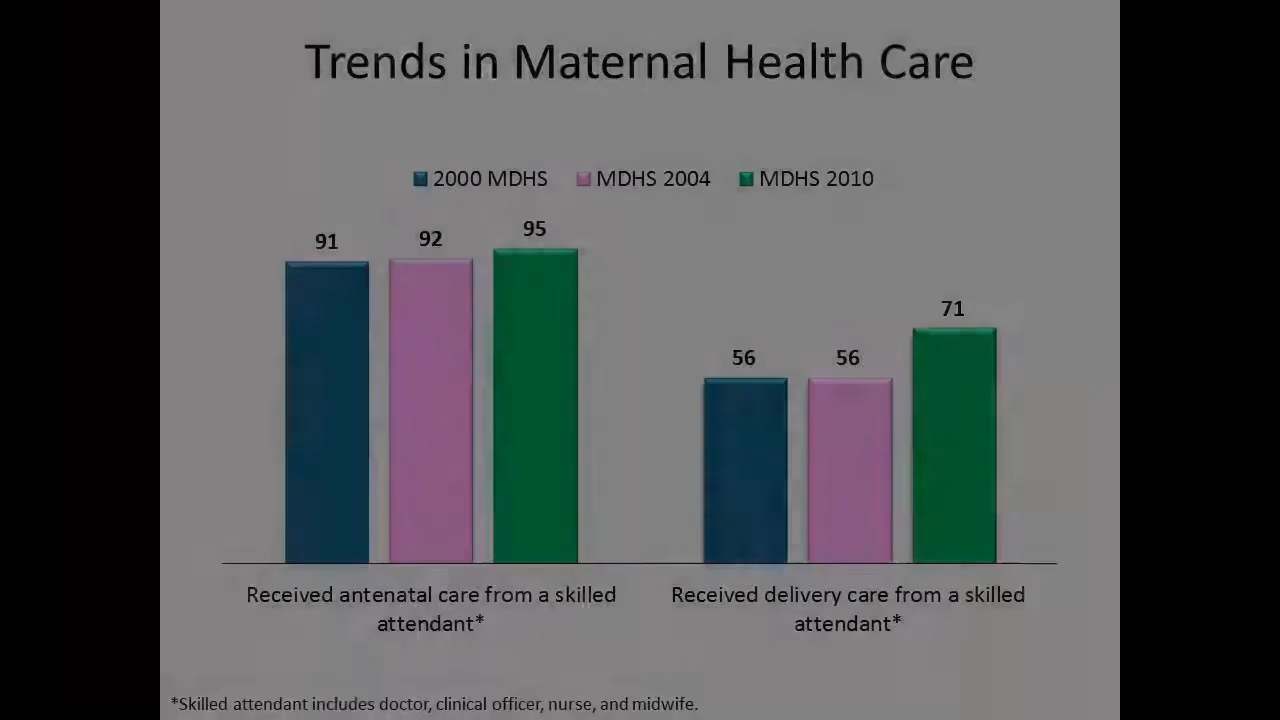 Trends in Maternal Health Care
2000 MDHS MDHS 2004 MDHS 2010
91 92 95
56 56 71
Received antenatal care from a skilled
attendant*
Received delivery care from a skilled
attendant*
*Skilled attendant includes doctor, clinical officer, nurse, and midwife.